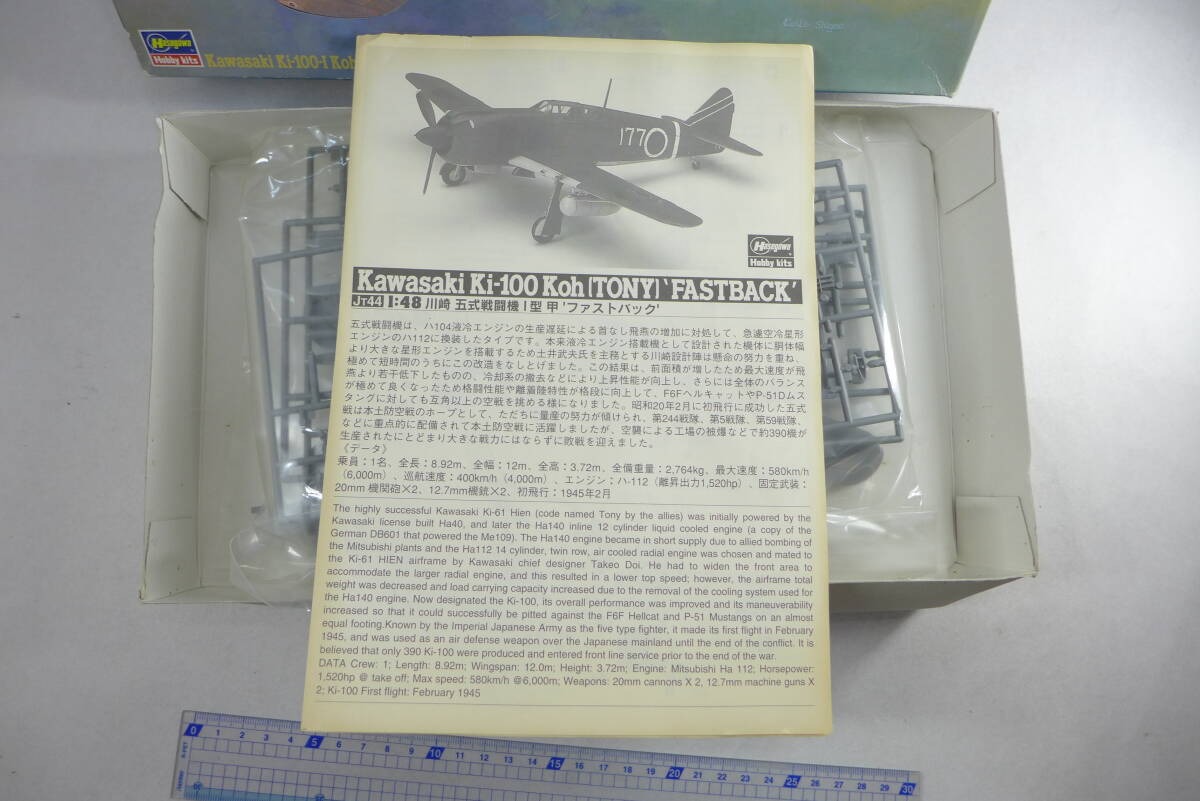 Hasegawa
Hobby kits
Kawasaki Ki-100-I Koh
177
Hasegawa
Hobby kits
Kawasaki Ki-100 Koh [TONY] 'FASTBACK'
JT44 1:48 川崎 五式戦闘機 I 型 甲 'ファストバック'
五式戦闘機は、ハ104液冷エンジンの生産遅延による首なし飛燕の増加に対処して、急遽空冷星形
エンジンのハ112に換装したタイプです。本来液冷エンジン搭載機として設計された機体に胴体幅
より大きな星形エンジンを搭載するため土井武夫氏を主務とする川崎設計陣は懸命の努力を重ね、
極めて短時間のうちにこの改造をなしとげました。この結果は、前面積が増したため最大速度が飛
燕より若干低下したものの、冷却系の撤去などにより上昇性能が向上し、さらには全体のバランス
が極めて良くなったため格闘性能や離着陸特性が格段に向上して、F6FヘルキャットやP-51Dムス
タングに対しても互角以上の空戦を挑める様になりました。昭和20年2月に初飛行に成功した五式
戦は本土防空戦のホープとして、ただちに量産の努力が傾けられ、第244戦隊、第5戦隊、第59戦隊、
などに重点的に配備されて本土防空戦に活躍しましたが、空襲による工場の被爆などで約390機が
生産されたにとどまり大きな戦力にはならずに敗戦を迎えました。
《データ》
乗員:1名、全長:8.92m、全幅:12m、全高:3.72m、全備重量:2,764kg、最大速度:580km/h
(6,000m)、巡航速度:400km/h(4,000m)、エンジン:ハ-112(離昇出力1,520hp)、固定武装:
20mm 機関砲×2、12.7mm機銃×2、初飛行:1945年2月
The highly successful Kawasaki Ki-61 Hien (code named Tony by the allies) was initially powered by the
Kawasaki license built Ha40, and later the Ha140 inline 12 cylinder liquid cooled engine (a copy of the
German DB601 that powered the Me109). The Ha140 engine became in short supply due to allied bombing of
the Mitsubishi plants and the Ha112 14 cylinder, twin row, air cooled radial engine was chosen and mated to
the Ki-61 HIEN airframe by Kawasaki chief designer Takeo Doi. He had to widen the front area to
accommodate the larger radial engine, and this resulted in a lower top speed; however, the airframe total
weight was decreased and load carrying capacity increased due to the removal of the cooling system used for
the Ha140 engine. Now designated the Ki-100, its overall performance was improved and its maneuverability
increased so that it could successfully be pitted against the F6F Hellcat and P-51 Mustangs on an almost
equal footing.Known by the Imperial Japanese Army as the five type fighter, it made its first flight in February
1945, and was used as an air defense weapon over the Japanese mainland until the end of the conflict. It is
believed that only 390 Ki-100 were produced and entered front line service prior to the end of the war.
DATA Crew: 1; Length: 8.92m; Wingspan: 12.0m; Height: 3.72m; Engine: Mitsubishi Ha 112; Horsepower:
1,520hp @ take off; Max speed: 580km/h @6,000m; Weapons: 20mm cannons X 2, 12.7mm machine guns X
2; Ki-100 First flight: February 1945
0 1 2 3 4 5 6 7 8 9 10 11 12 13 14 15 16 17 18 19 20 21 22 23 24 25 26 27 28 29 30